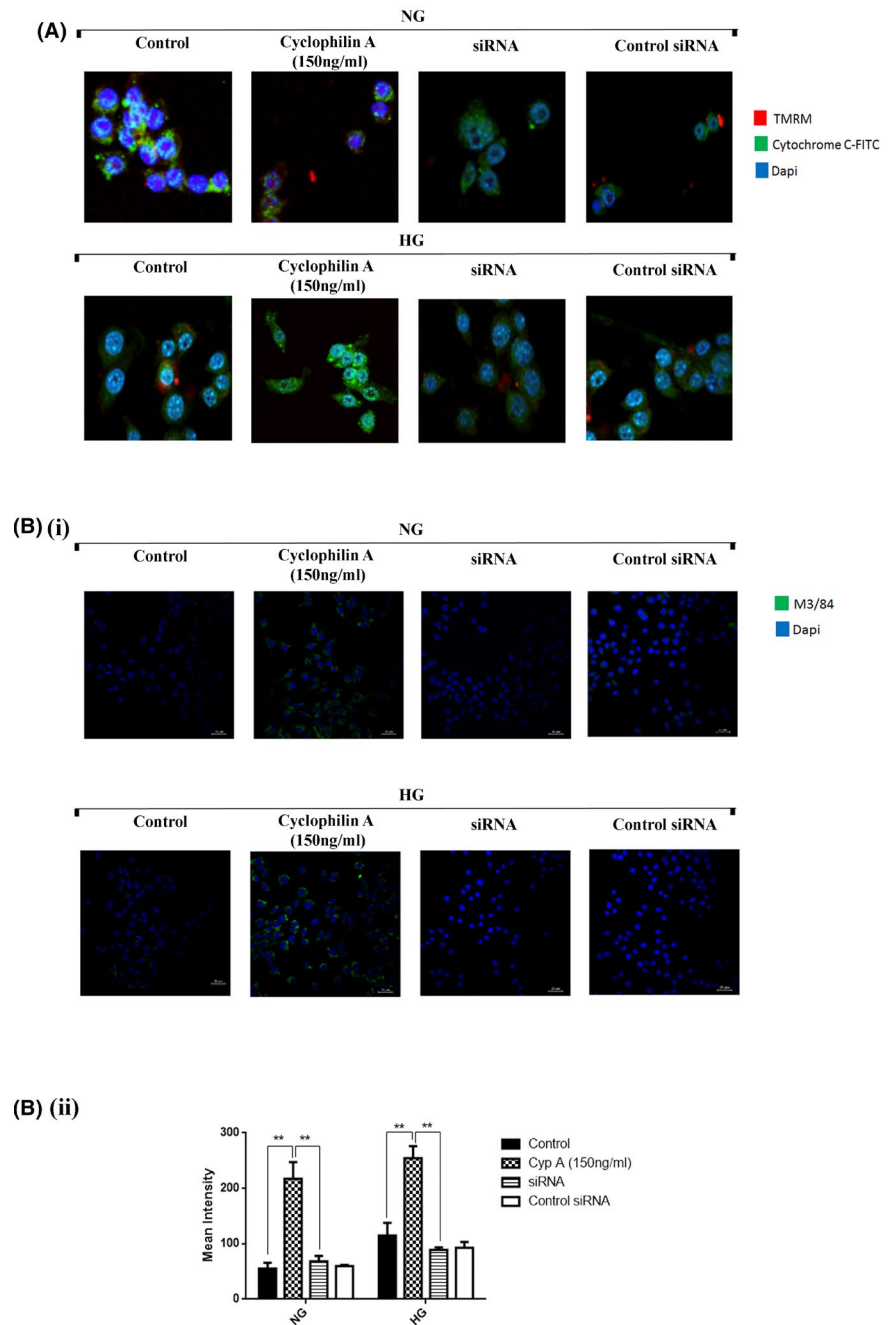 (A)
NG
Control
Cyclophilin A
(150ng/ml)
siRNA
Control siRNA
TMRM
Cytochrome C-FITC
Dapi
HG
Control
Cyclophilin A
(150ng/ml)
siRNA
Control siRNA
(B) (i)
NG
Control
Cyclophilin A
(150ng/ml)
siRNA
Control siRNA
M3/84
Dapi
HG
Control
Cyclophilin A
(150ng/ml)
siRNA
Control siRNA
(B) (ii)
Mean Intensity
300
200
100
0
** **
** **
NG
HG
Control
Cyp A (150ng/ml)
siRNA
Control siRNA